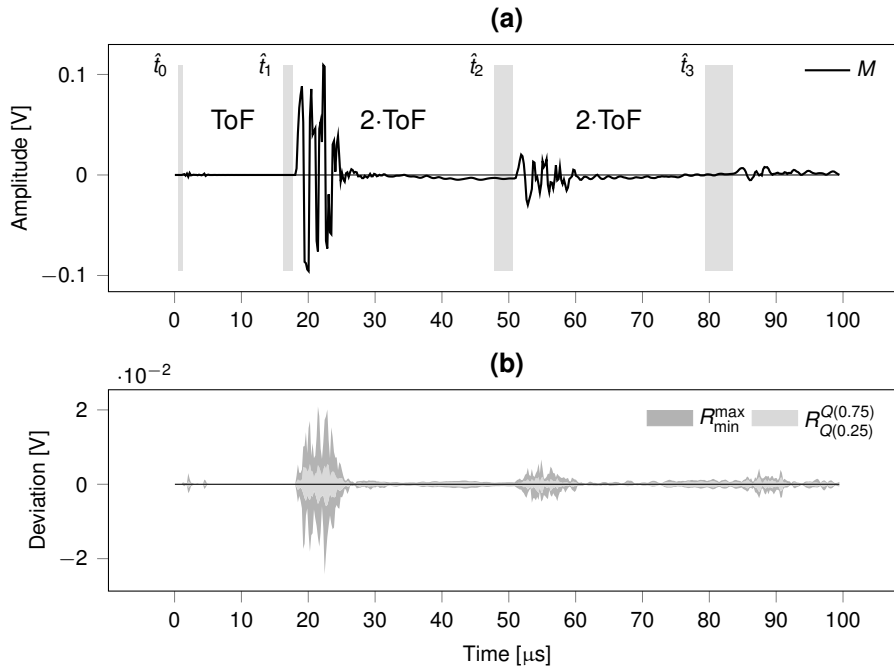 (a)
t̂0 t̂1 t̂2 t̂3 M
ToF 2·ToF 2·ToF
Amplitude [V]
0.1
0
−0.1
0 10 20 30 40 50 60 70 80 90 100
(b)
·10−2
R max min R Q(0.75) Q(0.25)
Deviation [V]
2
0
−2
0 10 20 30 40 50 60 70 80 90 100
Time [μs]